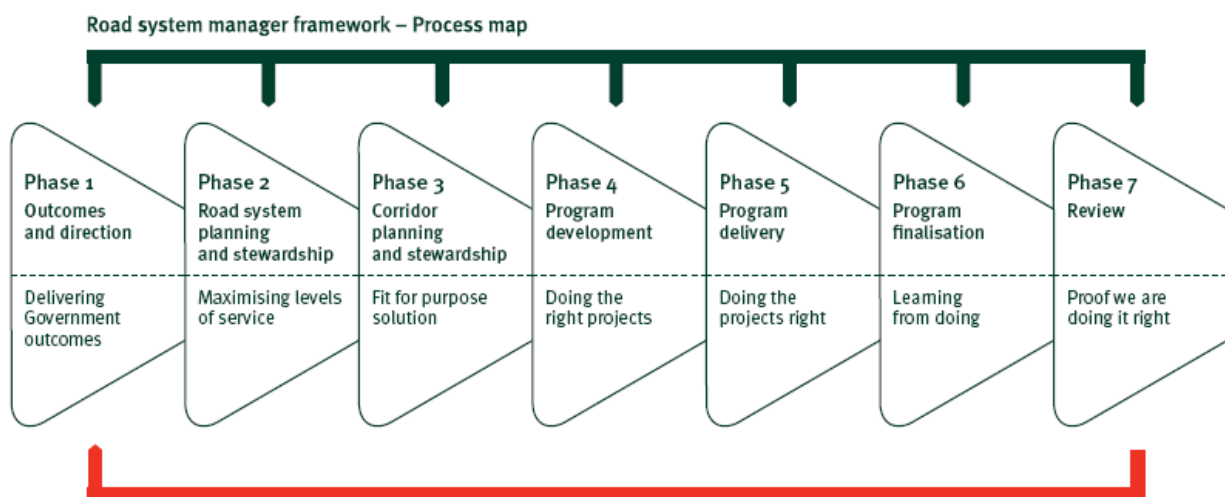 Road system manager framework – Process map
Phase 1
Outcomes
and direction
Delivering
Government
outcomes
Phase 2
Road system
planning
and stewardship
Maximising levels
of service
Phase 3
Corridor
planning
and stewardship
Fit for purpose
solution
Phase 4
Program
development
Doing the
right projects
Phase 5
Program
delivery
Doing the
projects right
Phase 6
Program
finalisation
Learning
from doing
Phase 7
Review
Proof we are
doing it right